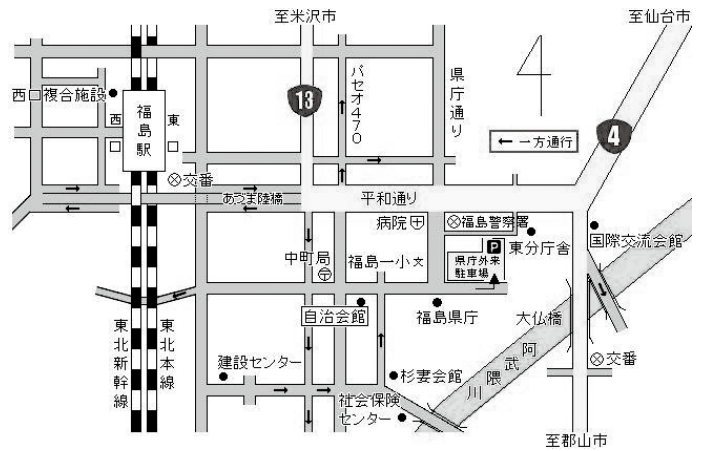 至米沢市
至仙台市
西口複合施設
福島駅
西口
東口
13
パセオ470
県庁通り
4
← 一方通行
交番
あづま陸橋
平和通り
病院
福島警察署
P
県庁外来
駐車場
東分庁舎
国際交流会館
中町局
福島一小
文
自治会館
福島県庁
大仏橋
阿武隈川
東北新幹線
東北本線
建設センター
杉妻会館
交番
社会保険
センター
至郡山市